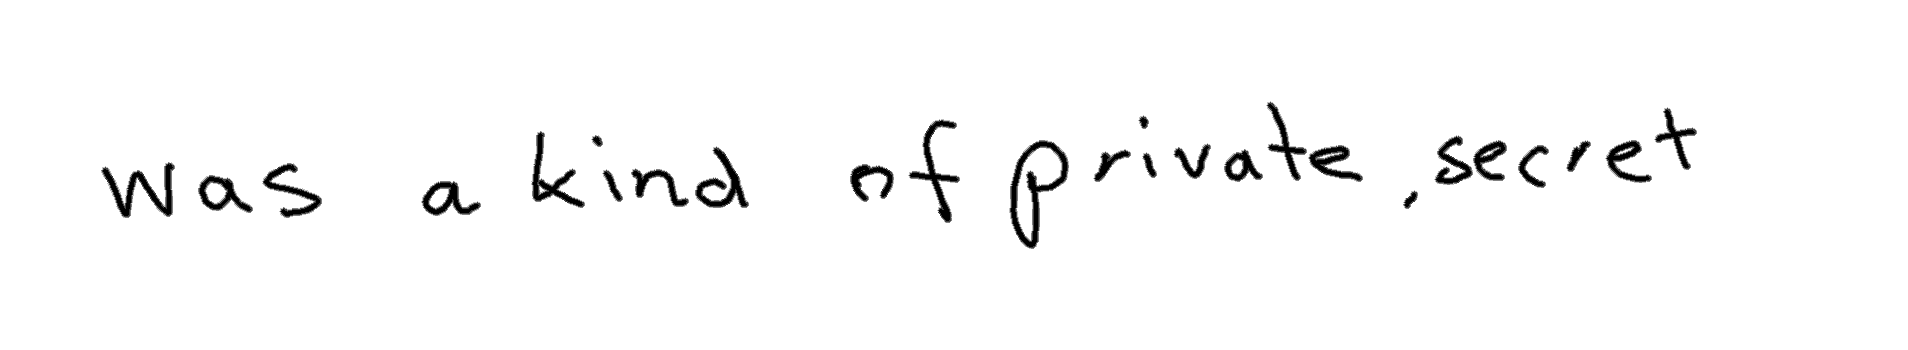 was a kind of private, secret